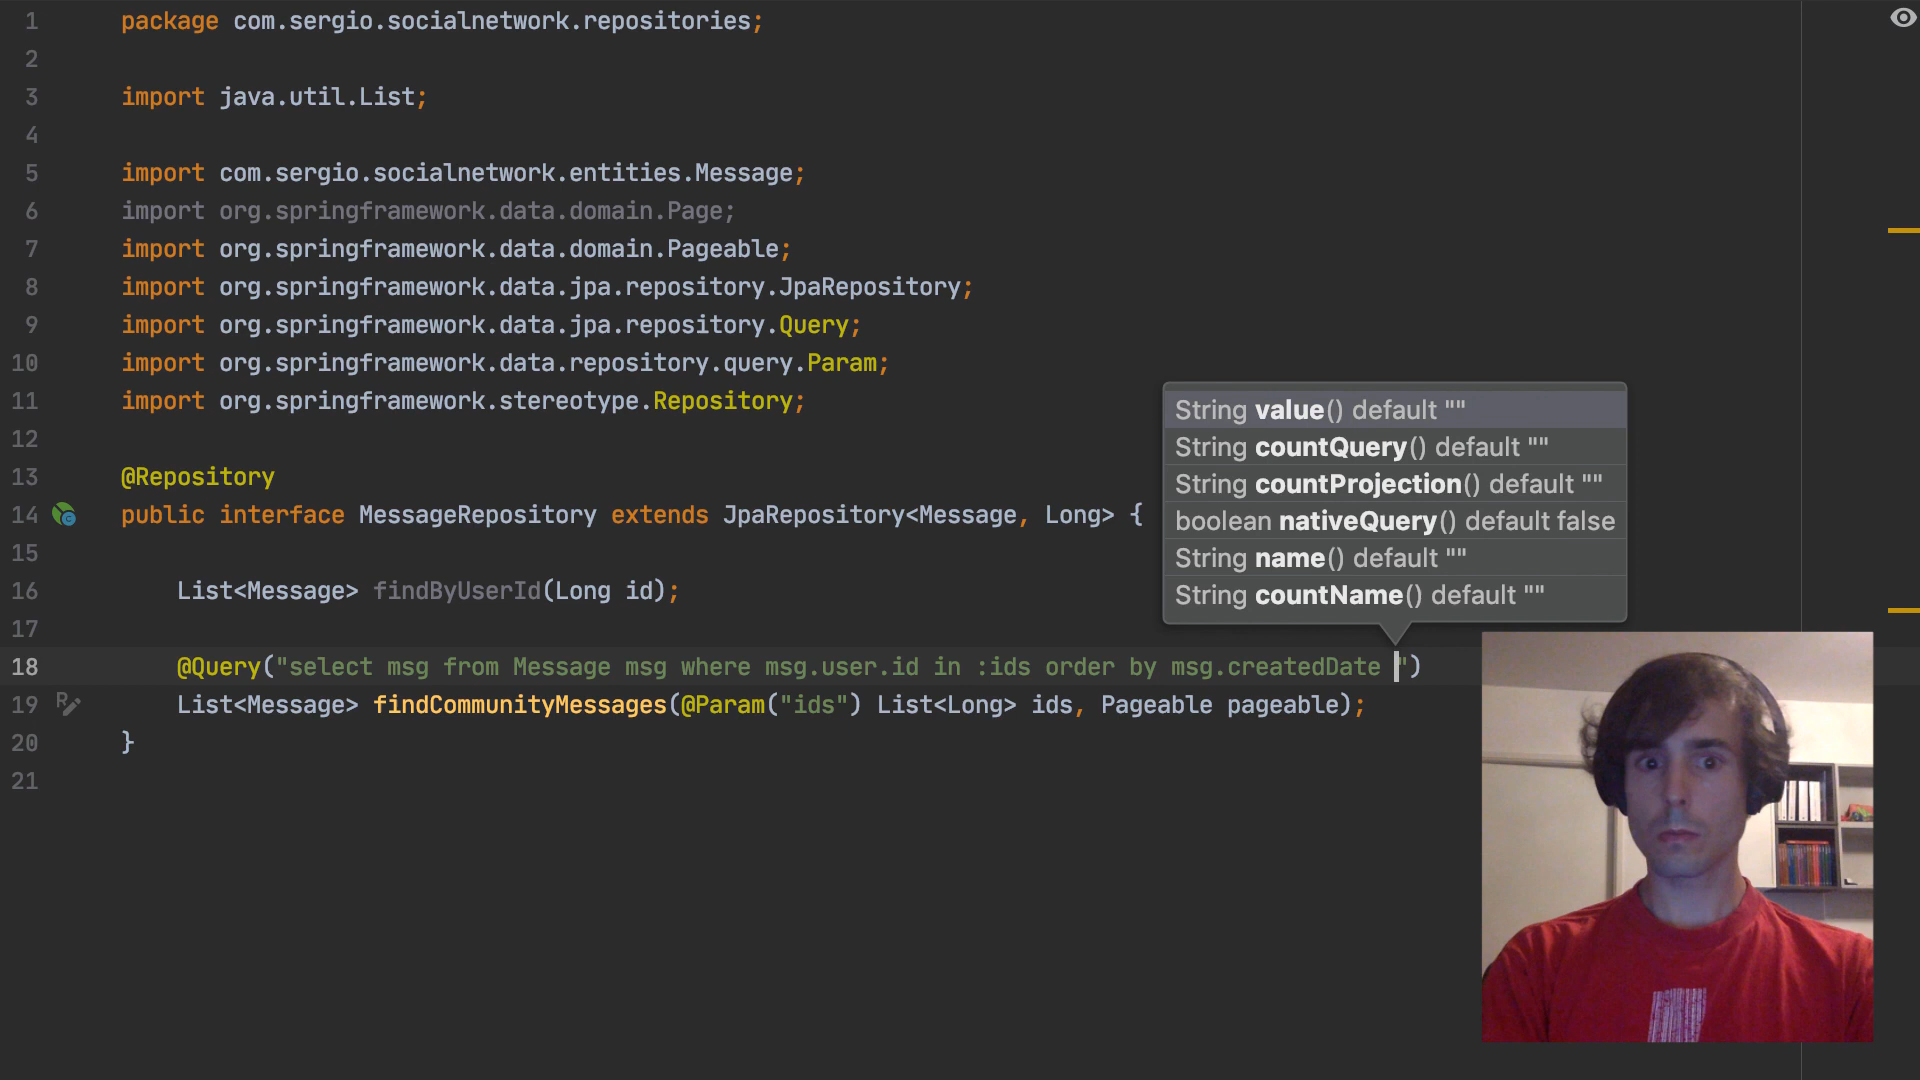 1 package com.sergio.socialnetwork.repositories;
2
3 import java.util.List;
4
5 import com.sergio.socialnetwork.entities.Message;
6 import org.springframework.data.domain.Page;
7 import org.springframework.data.domain.Pageable;
8 import org.springframework.data.jpa.repository.JpaRepository;
9 import org.springframework.data.jpa.repository.Query;
10 import org.springframework.data.repository.query.Param;
11 import org.springframework.stereotype.Repository;
12
13 @Repository
14 public interface MessageRepository extends JpaRepository<Message, Long> {
15
16 List<Message> findByUserId(Long id);
17
String value() default ""
String countQuery() default ""
String countProjection() default ""
boolean nativeQuery() default false
String name() default ""
String countName() default ""
18 @Query("select msg from Message msg where msg.user.id in :ids order by msg.createdDate ")
19 List<Message> findCommunityMessages(@Param("ids") List<Long> ids, Pageable pageable);
20 }
21